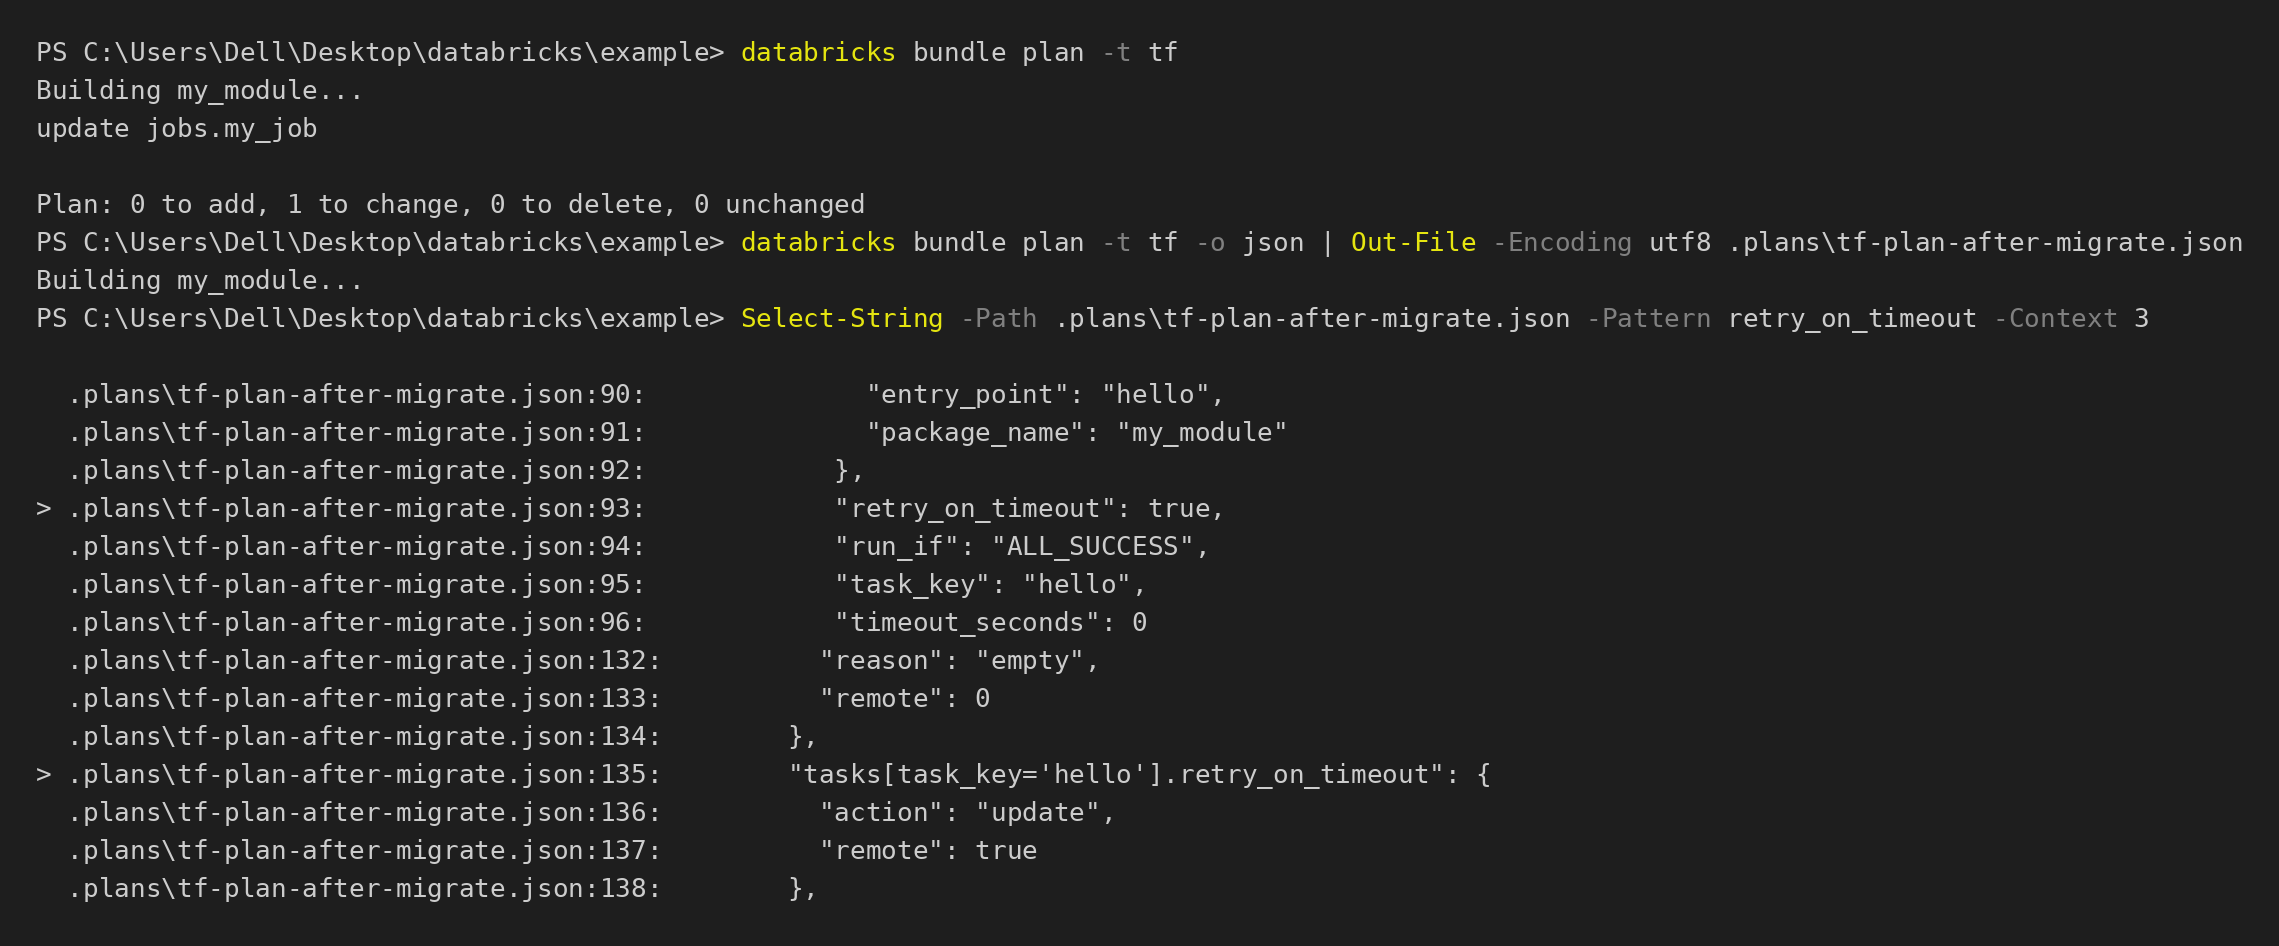 PS C:\Users\Dell\Desktop\databricks\example> databricks bundle plan -t tf
Building my_module...
update jobs.my_job

Plan: 0 to add, 1 to change, 0 to delete, 0 unchanged
PS C:\Users\Dell\Desktop\databricks\example> databricks bundle plan -t tf -o json | Out-File -Encoding utf8 .plans\tf-plan-after-migrate.json
Building my_module...
PS C:\Users\Dell\Desktop\databricks\example> Select-String -Path .plans\tf-plan-after-migrate.json -Pattern retry_on_timeout -Context 3

  .plans\tf-plan-after-migrate.json:90:              "entry_point": "hello",
  .plans\tf-plan-after-migrate.json:91:              "package_name": "my_module"
  .plans\tf-plan-after-migrate.json:92:            },
> .plans\tf-plan-after-migrate.json:93:            "retry_on_timeout": true,
  .plans\tf-plan-after-migrate.json:94:            "run_if": "ALL_SUCCESS",
  .plans\tf-plan-after-migrate.json:95:            "task_key": "hello",
  .plans\tf-plan-after-migrate.json:96:            "timeout_seconds": 0
  .plans\tf-plan-after-migrate.json:132:          "reason": "empty",
  .plans\tf-plan-after-migrate.json:133:          "remote": 0
  .plans\tf-plan-after-migrate.json:134:        },
> .plans\tf-plan-after-migrate.json:135:        "tasks[task_key='hello'].retry_on_timeout": {
  .plans\tf-plan-after-migrate.json:136:          "action": "update",
  .plans\tf-plan-after-migrate.json:137:          "remote": true
  .plans\tf-plan-after-migrate.json:138:        },